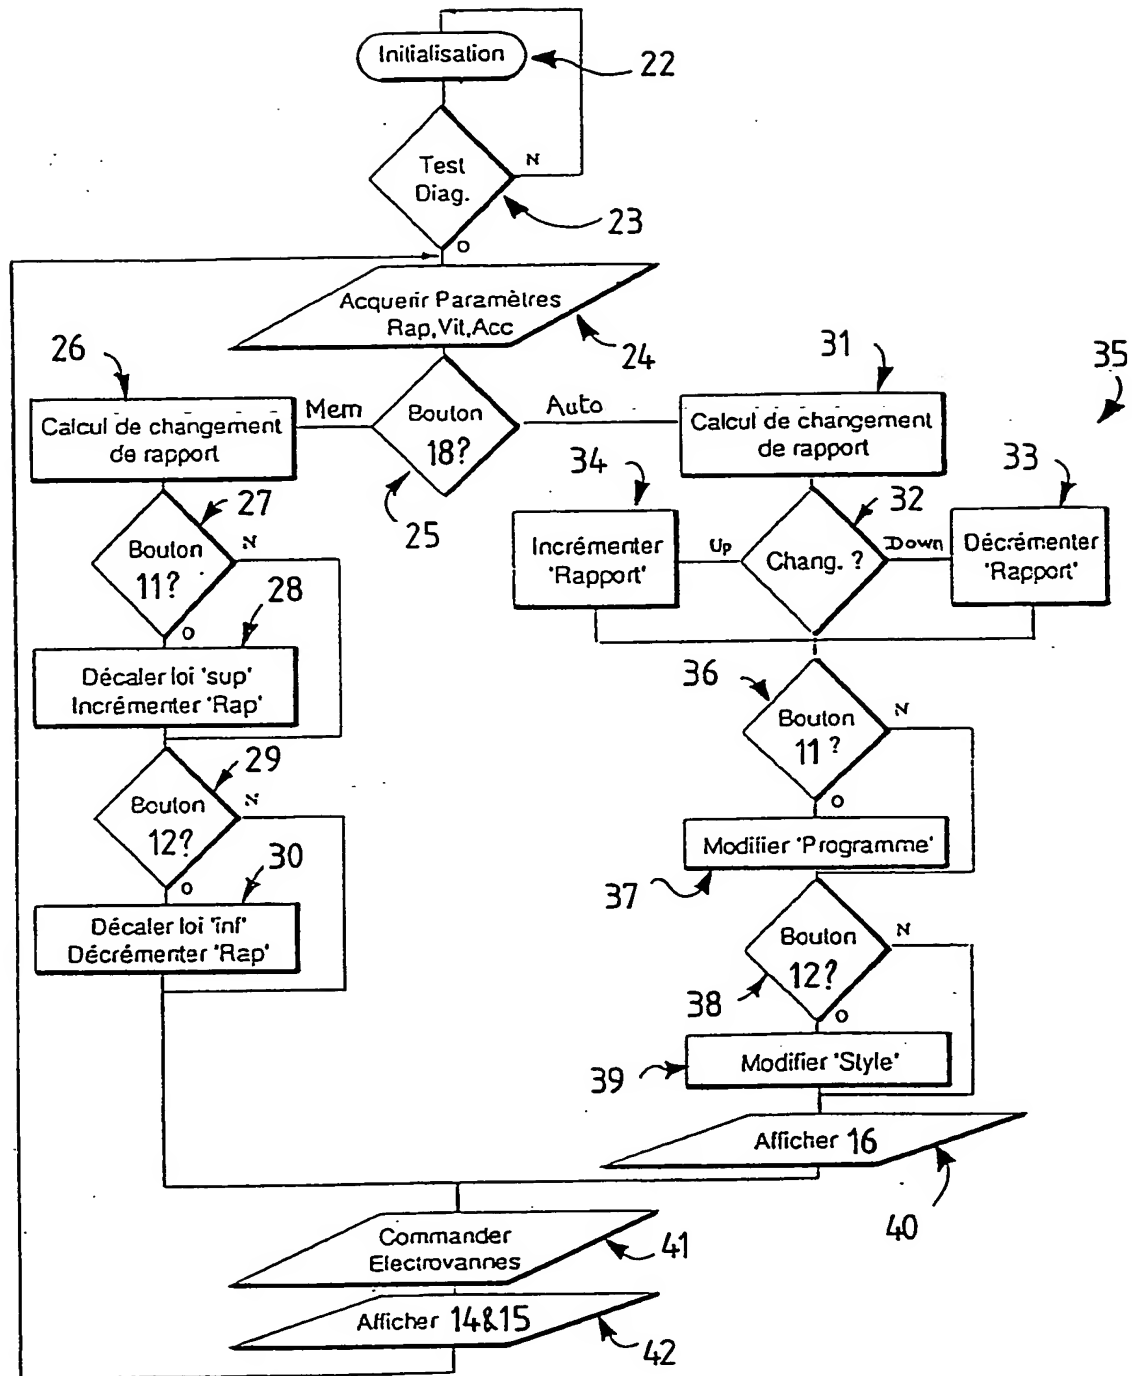 Initialisation
22
Test
Diag.
N
23
O
Acquerir Paramètres
Rap,Vit,Acc
24
26
31
35
Calcul de changement
de rapport
Mem
Bouton
18?
Auto
Calcul de changement
de rapport
25
27
Bouton
11?
N
O
34
32
33
Incrémenter
'Rapport'
Up
Chang. ?
Down
Décrémenter
'Rapport'
28
Décaler loi 'sup'
Incrémenter 'Rap'
36
Bouton
11?
N
O
29
Bouton
12?
N
O
Modifier 'Programme'
37
30
Décaler loi 'inf'
Décrémenter 'Rap'
Bouton
12?
N
38
O
Modifier 'Style'
39
Afficher 16
40
Commander
Electrovannes
41
Afficher 14&15
42